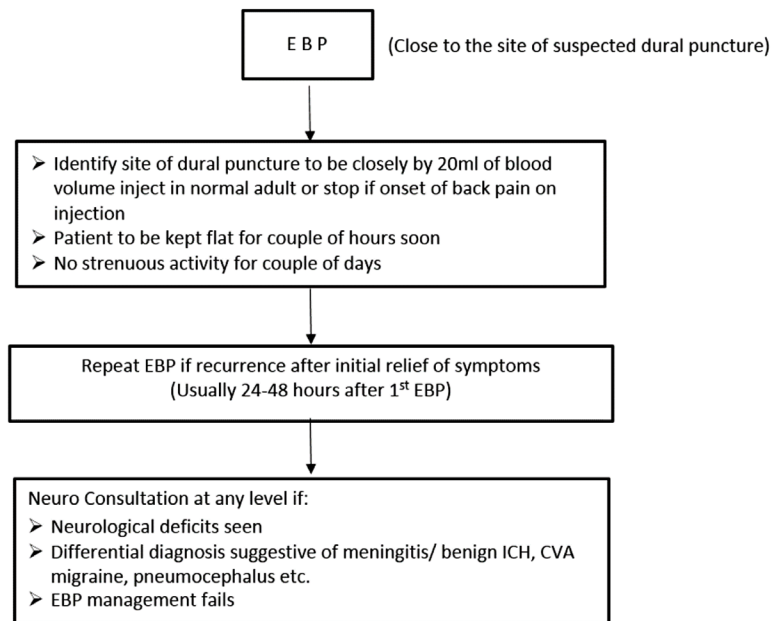 E B P
(Close to the site of suspected dural puncture)
➢ Identify site of dural puncture to be closely by 20ml of blood
volume inject in normal adult or stop if onset of back pain on
injection
➢ Patient to be kept flat for couple of hours soon
➢ No strenuous activity for couple of days
Repeat EBP if recurrence after initial relief of symptoms
(Usually 24-48 hours after 1st EBP)
Neuro Consultation at any level if:
➢ Neurological deficits seen
➢ Differential diagnosis suggestive of meningitis/ benign ICH, CVA
migraine, pneumocephalus etc.
➢ EBP management fails